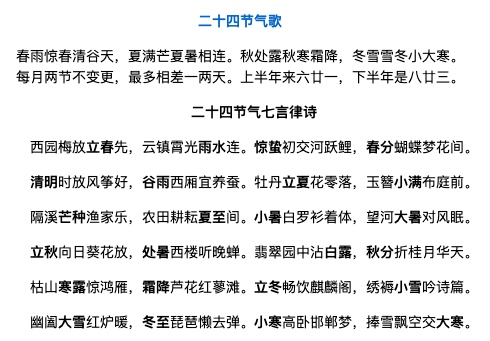 二十四节气歌
春雨惊春清谷天，夏满芒夏暑相连。秋处露秋寒霜降，冬雪雪冬小大寒。
每月两节不变更，最多相差一两天。上半年来六廿一，下半年是八廿三。
二十四节气七言律诗
西园梅放立春先，云镇霄光雨水连。惊蛰初交河跃鲤，春分蝴蝶梦花间。
清明时放风筝好，谷雨西厢宜养蚕。牡丹立夏花零落，玉簪小满布庭前。
隔溪芒种渔家乐，农田耕耘夏至间。小暑白罗衫着体，望河大暑对风眠。
立秋向日葵花放，处暑西楼听晚蝉。翡翠园中沾白露，秋分折桂月华天。
枯山寒露惊鸿雁，霜降芦花红蓼滩。立冬畅饮麒麟阁，绣褥小雪吟诗篇。
幽阖大雪红炉暖，冬至琵琶懒去弹。小寒高卧邯郸梦，捧雪飘空交大寒。